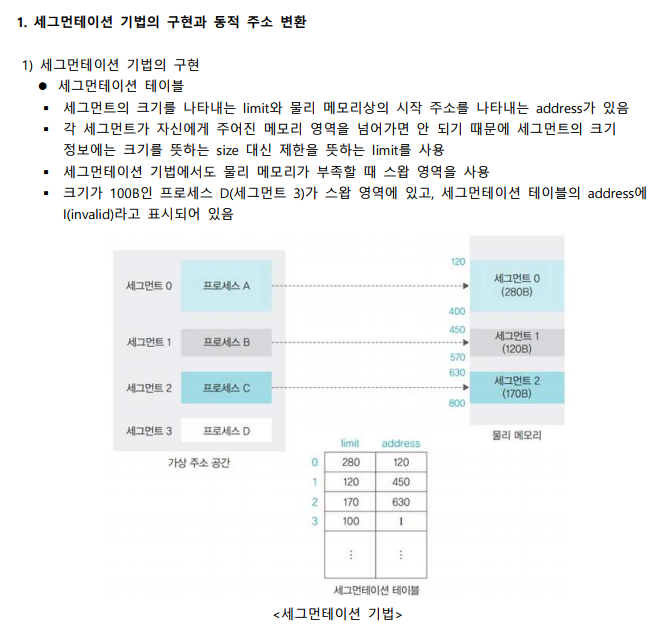 1. 세그먼테이션 기법의 구현과 동적 주소 변환
1) 세그먼테이션 기법의 구현
● 세그먼테이션 테이블
▪ 세그먼트의 크기를 나타내는 limit와 물리 메모리상의 시작 주소를 나타내는 address가 있음
▪ 각 세그먼트가 자신에게 주어진 메모리 영역을 넘어가면 안 되기 때문에 세그먼트의 크기
정보에는 크기를 뜻하는 size 대신 제한을 뜻하는 limit를 사용
▪ 세그먼테이션 기법에서도 물리 메모리가 부족할 때 스왑 영역을 사용
▪ 크기가 100B인 프로세스 D(세그먼트 3)가 스왑 영역에 있고, 세그먼테이션 테이블의 address에
I(invalid)라고 표시되어 있음
120
세그먼트 0 프로세스 A 세그먼트 0
(280B)
400
450
세그먼트 1 프로세스 B 세그먼트 1
(120B)
570
630
세그먼트 2 프로세스 C 세그먼트 2
(170B)
800
세그먼트 3 프로세스 D
물리 메모리
가상 주소 공간
limit address
0 280 120
1 120 450
2 170 630
3 100 I
⋮ ⋮
세그먼테이션 테이블
<세그먼테이션 기법>